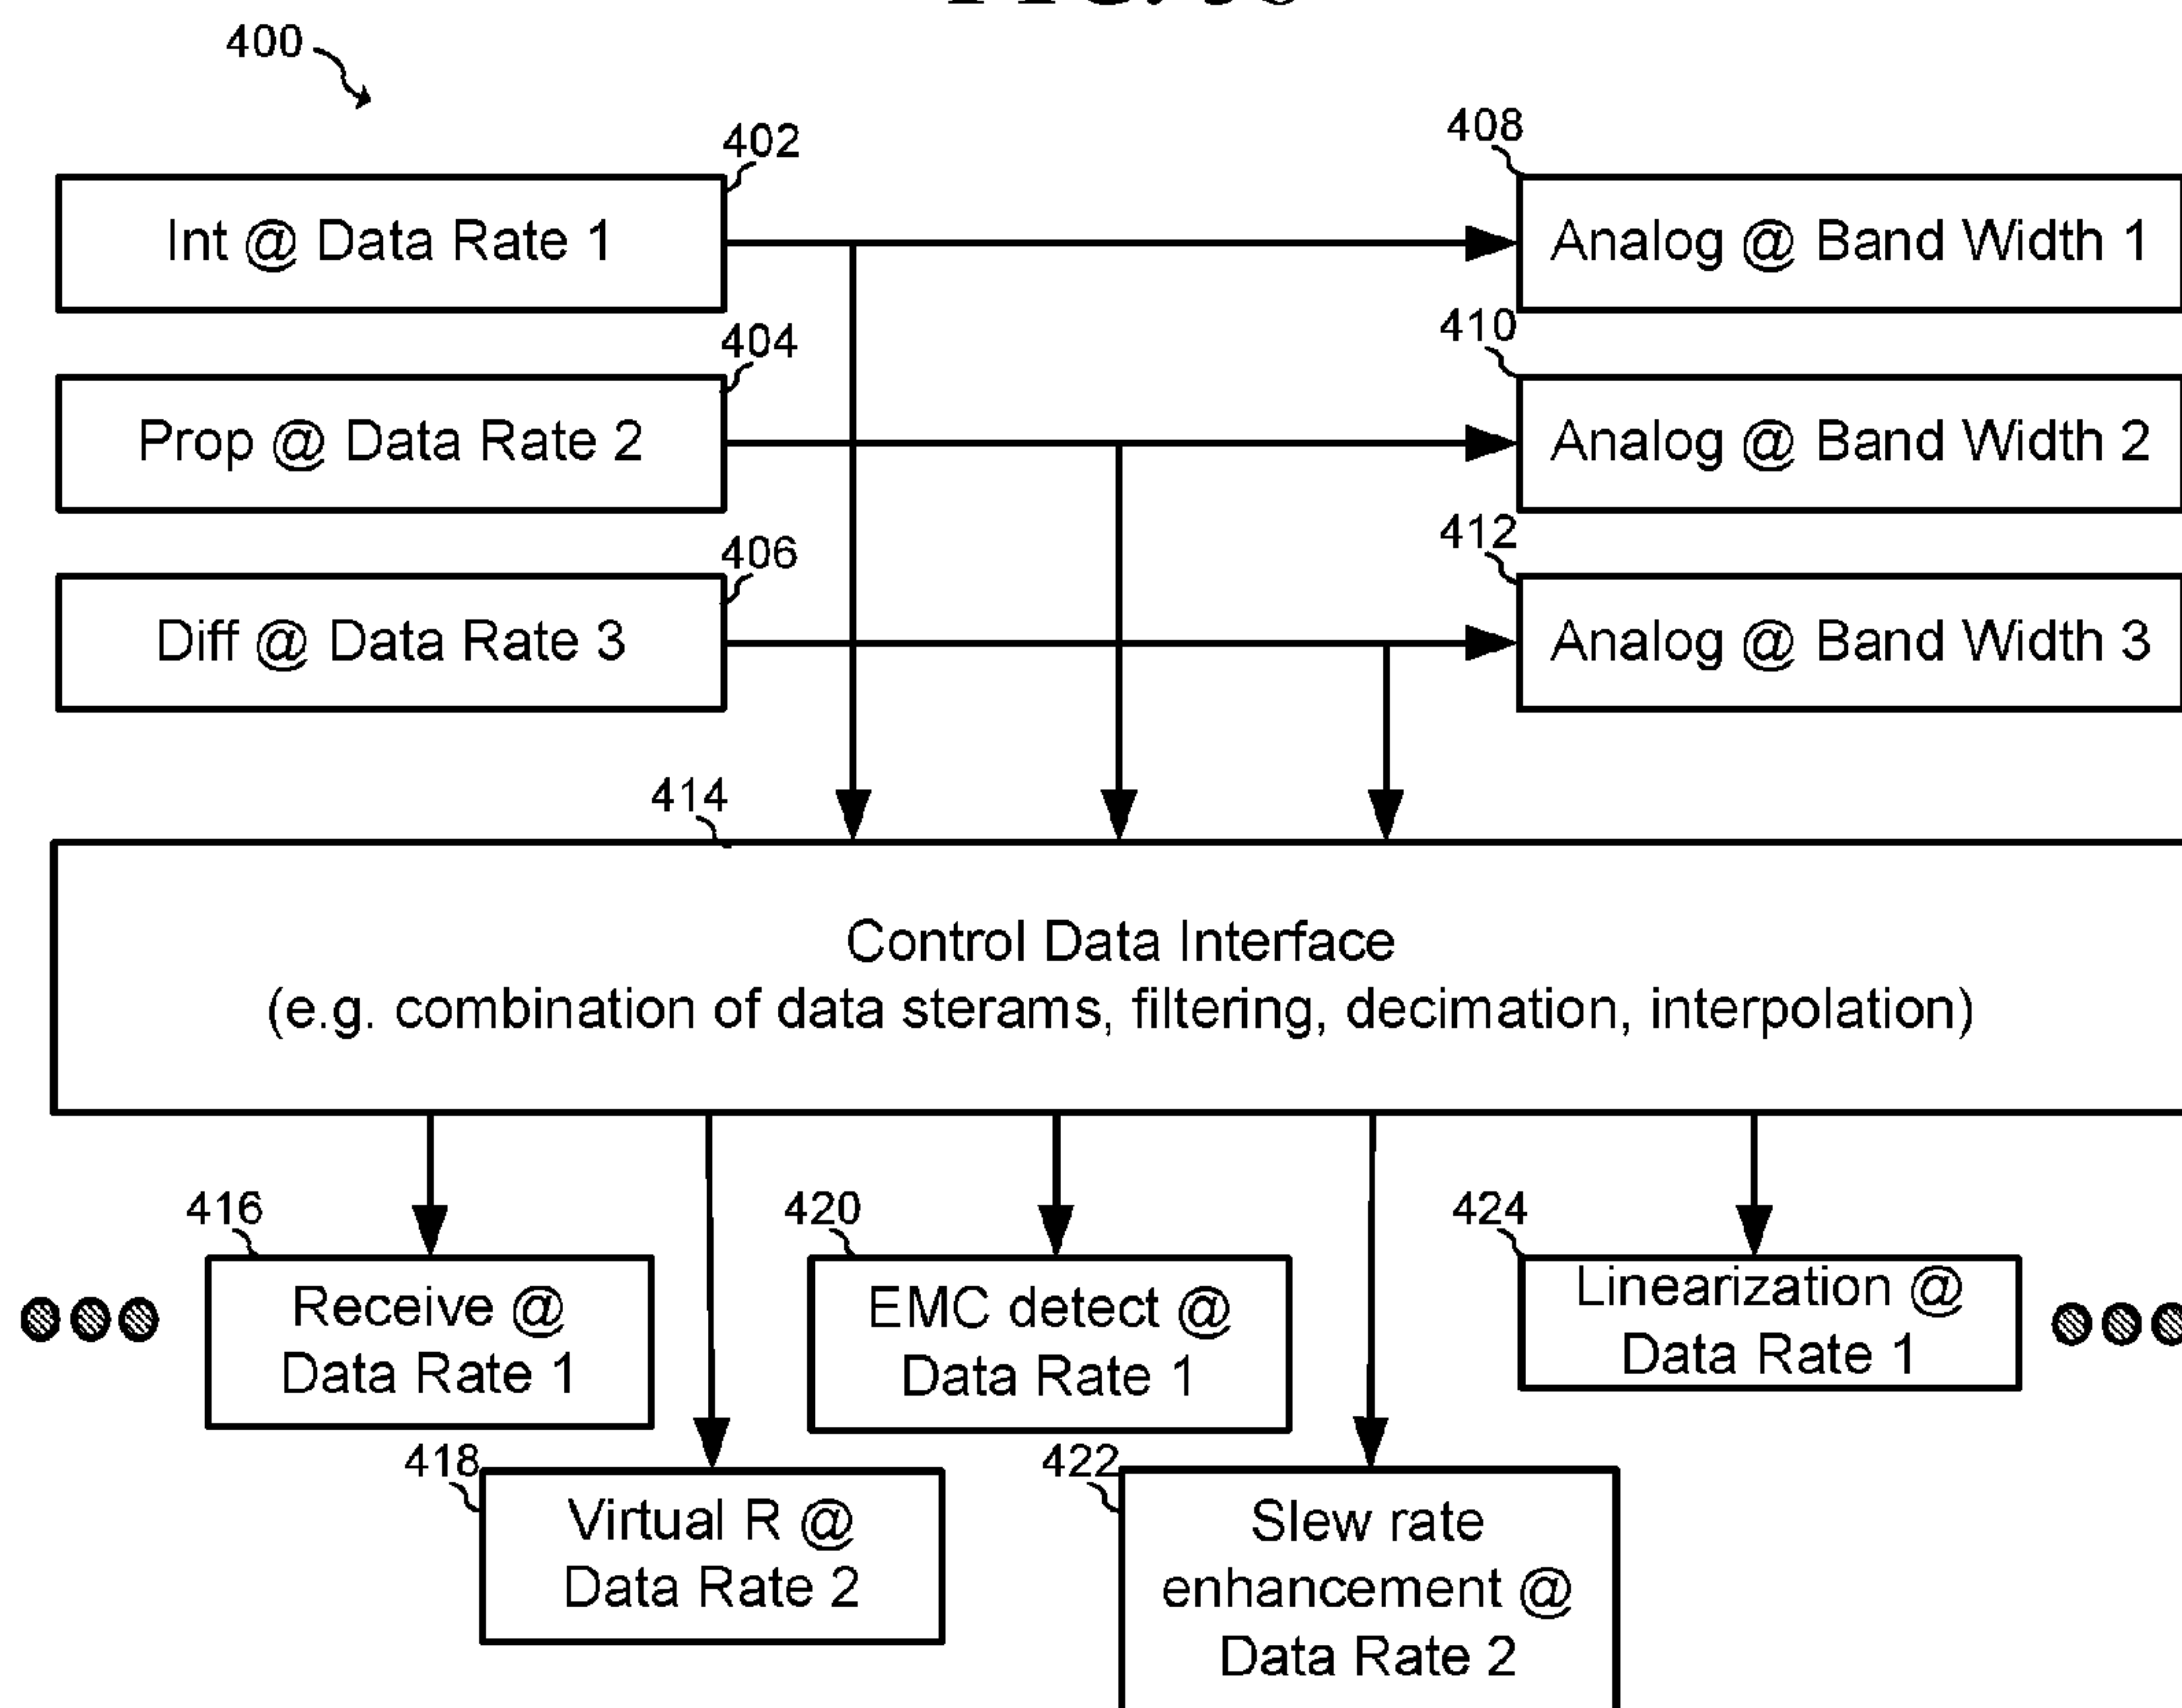 400
402
408
Int @ Data Rate 1
Analog @ Band Width 1
404
410
Prop @ Data Rate 2
Analog @ Band Width 2
406
412
Diff @ Data Rate 3
Analog @ Band Width 3
414
Control Data Interface
(e.g. combination of data sterams, filtering, decimation, interpolation)
416
420
424
Receive @
Data Rate 1
EMC detect @
Data Rate 1
Linearization @
Data Rate 1
418
422
Virtual R @
Data Rate 2
Slew rate
enhancement @
Data Rate 2